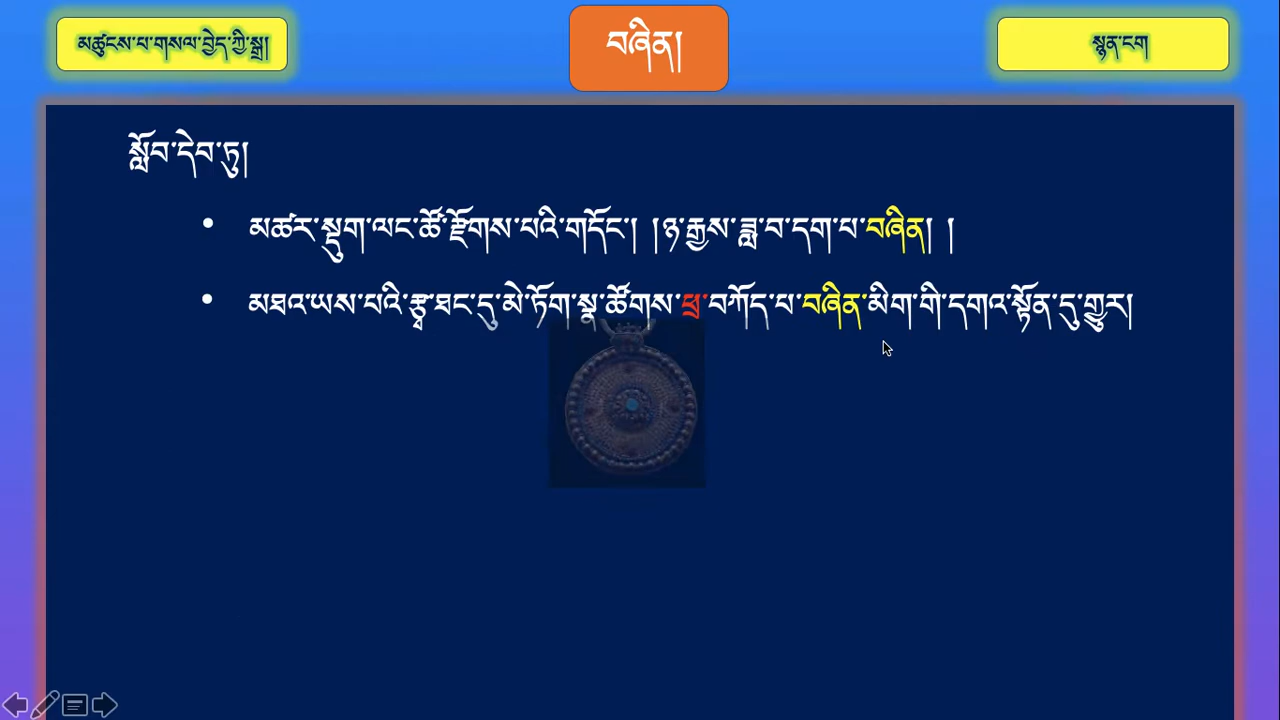 མཚུངས་པ་གསལ་བྱེད་ཀྱི་སྒྲ།
བཞིན།
སྙན་ངག
སློབ་དེབ་ཏུ།
• མཚར་སྡུག་ལང་ཚོ་རྫོགས་པའི་གདོང་། །ཉ་རྒྱས་ཟླ་བ་དག་པ་བཞིན། །
• མཐའ་ཡས་པའི་རྩྭ་ཐང་དུ་མེ་ཏོག་སྣ་ཚོགས་ཕྲ་བཀོད་པ་བཞིན་མིག་གི་དགའ་སྟོན་དུ་གྱུར།